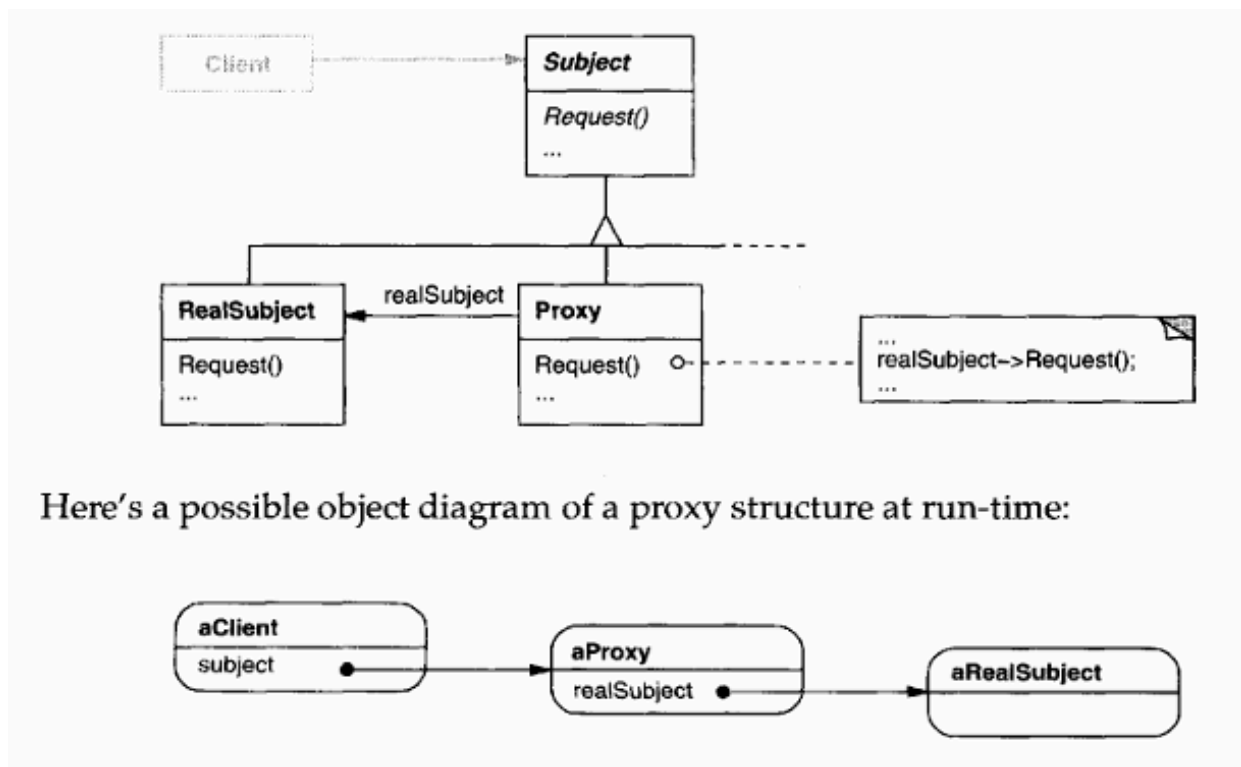 Client
Subject
Request()
...
RealSubject
Request()
...
realSubject
Proxy
Request()
...
...
realSubject->Request();
...
Here's a possible object diagram of a proxy structure at run-time:
aClient
subject
aProxy
realSubject
aRealSubject